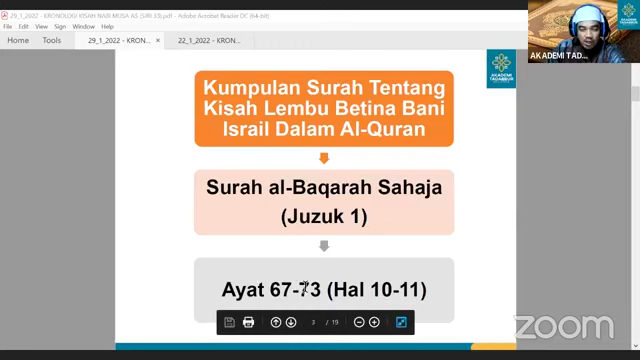 29_1_2022 - KRONOLOGI KISAH NABI MUSA AS (SIRI 33).pdf - Adobe Acrobat Reader DC (64-bit)
File Edit View Sign Window Help
Home Tools 29_1_2022 - KRON... × 22_1_2022 - KRON...
AKADEMI TADABBUR
AKADEMI TAD...
AKADEMI TADABBUR
Kumpulan Surah Tentang
Kisah Lembu Betina Bani
Israil Dalam Al-Quran
Surah al-Baqarah Sahaja
(Juzuk 1)
Ayat 67-73 (Hal 10-11)
3 / 19
zoom